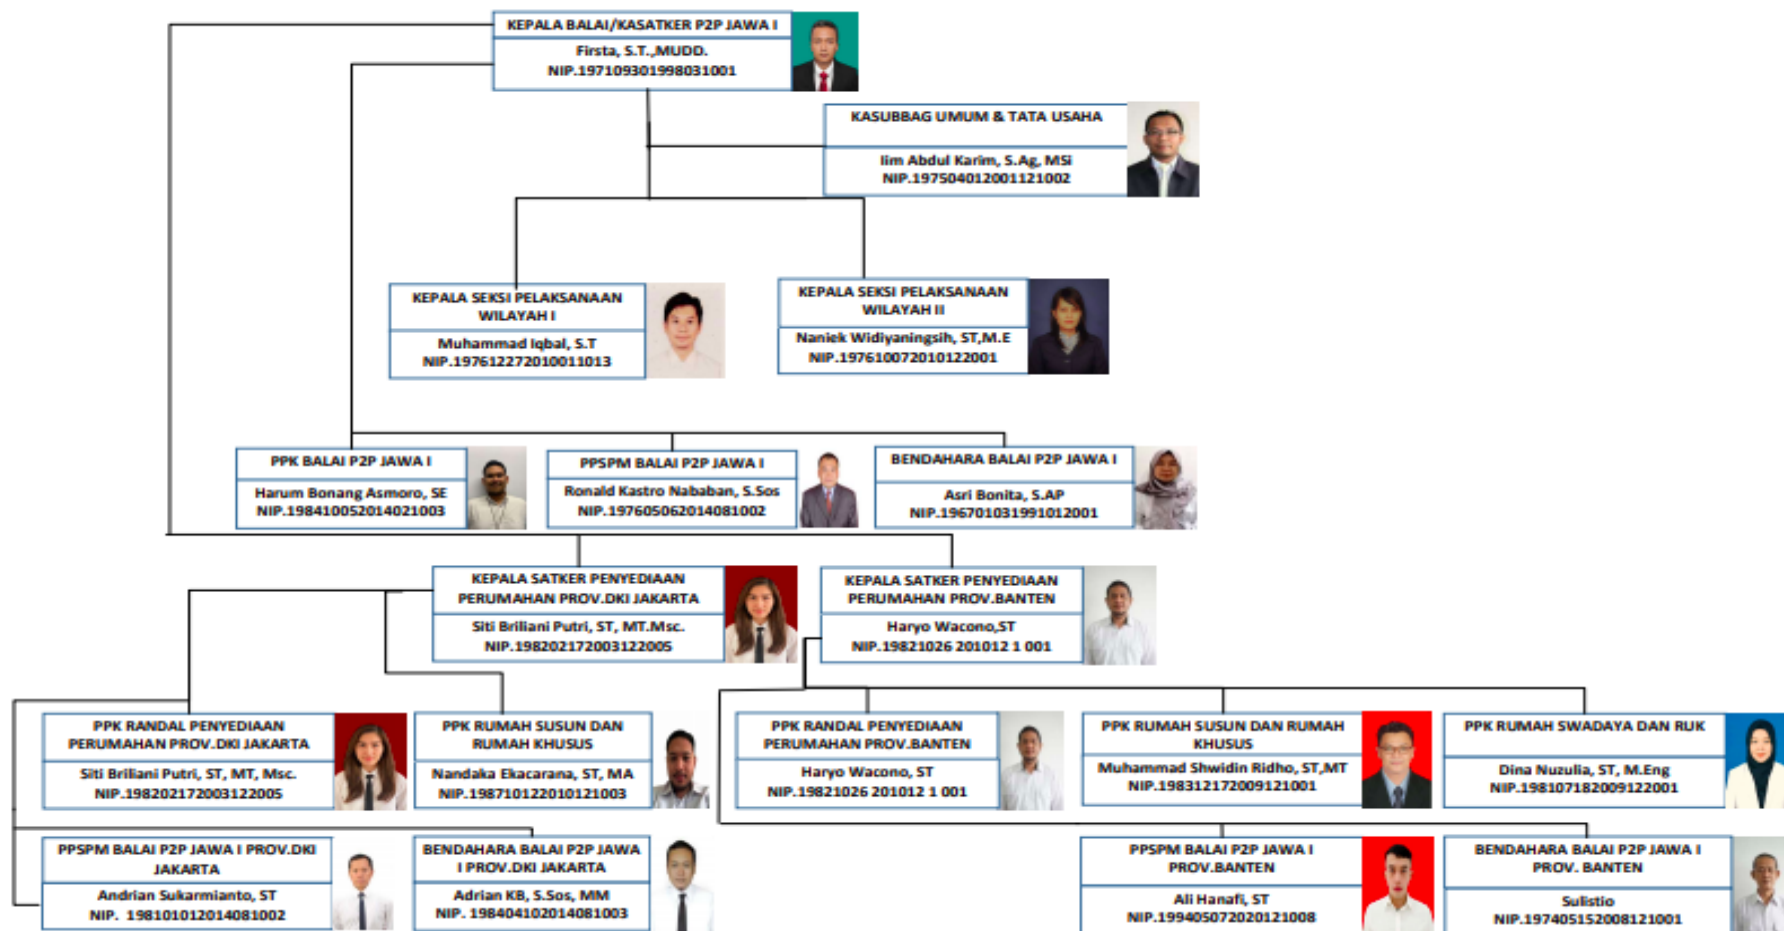 KEPALA BALAI/KASATKER P2P JAWA I
Firsta, S.T.,MUDD.
NIP.197109301998031001
KASUBBAG UMUM & TATA USAHA
Iim Abdul Karim, S.Ag, MSi
NIP.197504012001121002
KEPALA SEKSI PELAKSANAAN
WILAYAH I
Muhammad Iqbal, S.T
NIP.197612272010011013
KEPALA SEKSI PELAKSANAAN
WILAYAH II
Naniek Widiyaningsih, ST,M.E
NIP.197610072010122001
PPK BALAI P2P JAWA I
Harum Bonang Asmoro, SE
NIP.198410052014021003
PPSPM BALAI P2P JAWA I
Ronald Kastro Nababan, S.Sos
NIP.197605062014081002
BENDAHARA BALAI P2P JAWA I
Asri Bonita, S.AP
NIP.196701031991012001
KEPALA SATKER PENYEDIAAN
PERUMAHAN PROV.DKI JAKARTA
Siti Briliani Putri, ST, MT.Msc.
NIP.198202172003122005
KEPALA SATKER PENYEDIAAN
PERUMAHAN PROV.BANTEN
Haryo Wacono,ST
NIP.19821026 201012 1 001
PPK RANDAL PENYEDIAAN
PERUMAHAN PROV.DKI JAKARTA
Siti Briliani Putri, ST, MT, Msc.
NIP.198202172003122005
PPK RUMAH SUSUN DAN
RUMAH KHUSUS
Nandaka Ekacarana, ST, MA
NIP.198710122010121003
PPK RANDAL PENYEDIAAN
PERUMAHAN PROV.BANTEN
Haryo Wacono, ST
NIP.19821026 201012 1 001
PPK RUMAH SUSUN DAN RUMAH
KHUSUS
Muhammad Shwidin Ridho, ST,MT
NIP.198312172009121001
PPK RUMAH SWADAYA DAN RUK
Dina Nuzulia, ST, M.Eng
NIP.198107182009122001
PPSPM BALAI P2P JAWA I PROV.DKI
JAKARTA
Andrian Sukarmianto, ST
NIP. 198101012014081002
BENDAHARA BALAI P2P JAWA
I PROV.DKI JAKARTA
Adrian KB, S.Sos, MM
NIP. 198404102014081003
PPSPM BALAI P2P JAWA I
PROV.BANTEN
Ali Hanafi, ST
NIP.199405072020121008
BENDAHARA BALAI P2P JAWA I
PROV. BANTEN
Sulistio
NIP.197405152008121001